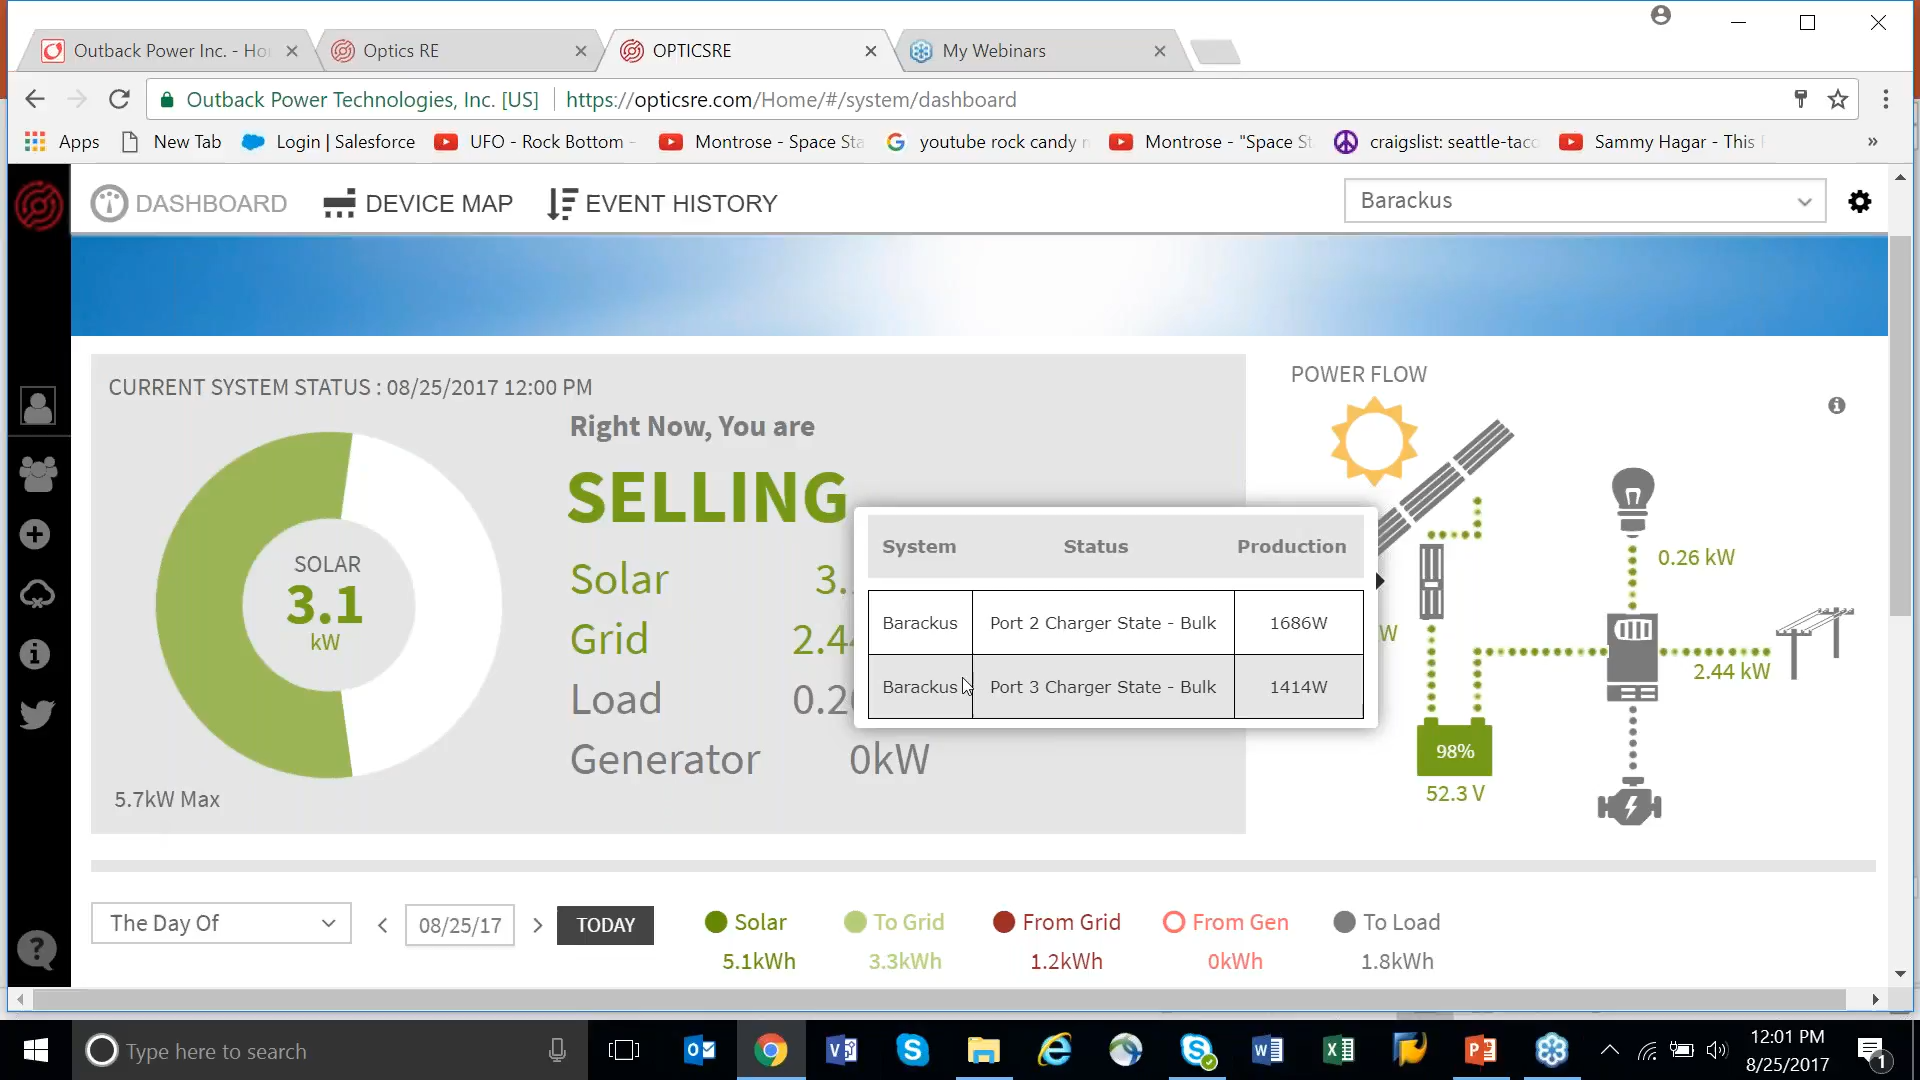 Outback Power Inc. - Ho
Optics RE
OPTICSRE
My Webinars
Outback Power Technologies, Inc. [US]
https://opticsre.com/Home/#/system/dashboard
Apps
New Tab
Login | Salesforce
UFO - Rock Bottom -
Montrose - Space Sta
youtube rock candy
Montrose - "Space St
craigslist: seattle-taco
Sammy Hagar - This
»
DASHBOARD
DEVICE MAP
EVENT HISTORY
Barackus
CURRENT SYSTEM STATUS : 08/25/2017 12:00 PM
SOLAR
3.1
kW
5.7kW Max
Right Now, You are
SELLING
Solar 3.
Grid 2.4
Load 0.2
Generator 0kW
System Status Production
Barackus Port 2 Charger State - Bulk 1686W
Barackus Port 3 Charger State - Bulk 1414W
POWER FLOW
0.26 kW
W
2.44 kW
98%
52.3 V
The Day Of
08/25/17
TODAY
Solar
5.1kWh
To Grid
3.3kWh
From Grid
1.2kWh
From Gen
0kWh
To Load
1.8kWh
Type here to search
12:01 PM
8/25/2017
1